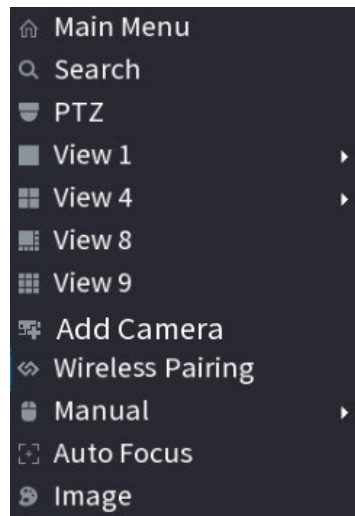 Main Menu
Search
PTZ
View 1
View 4
View 8
View 9
Add Camera
Wireless Pairing
Manual
Auto Focus
Image